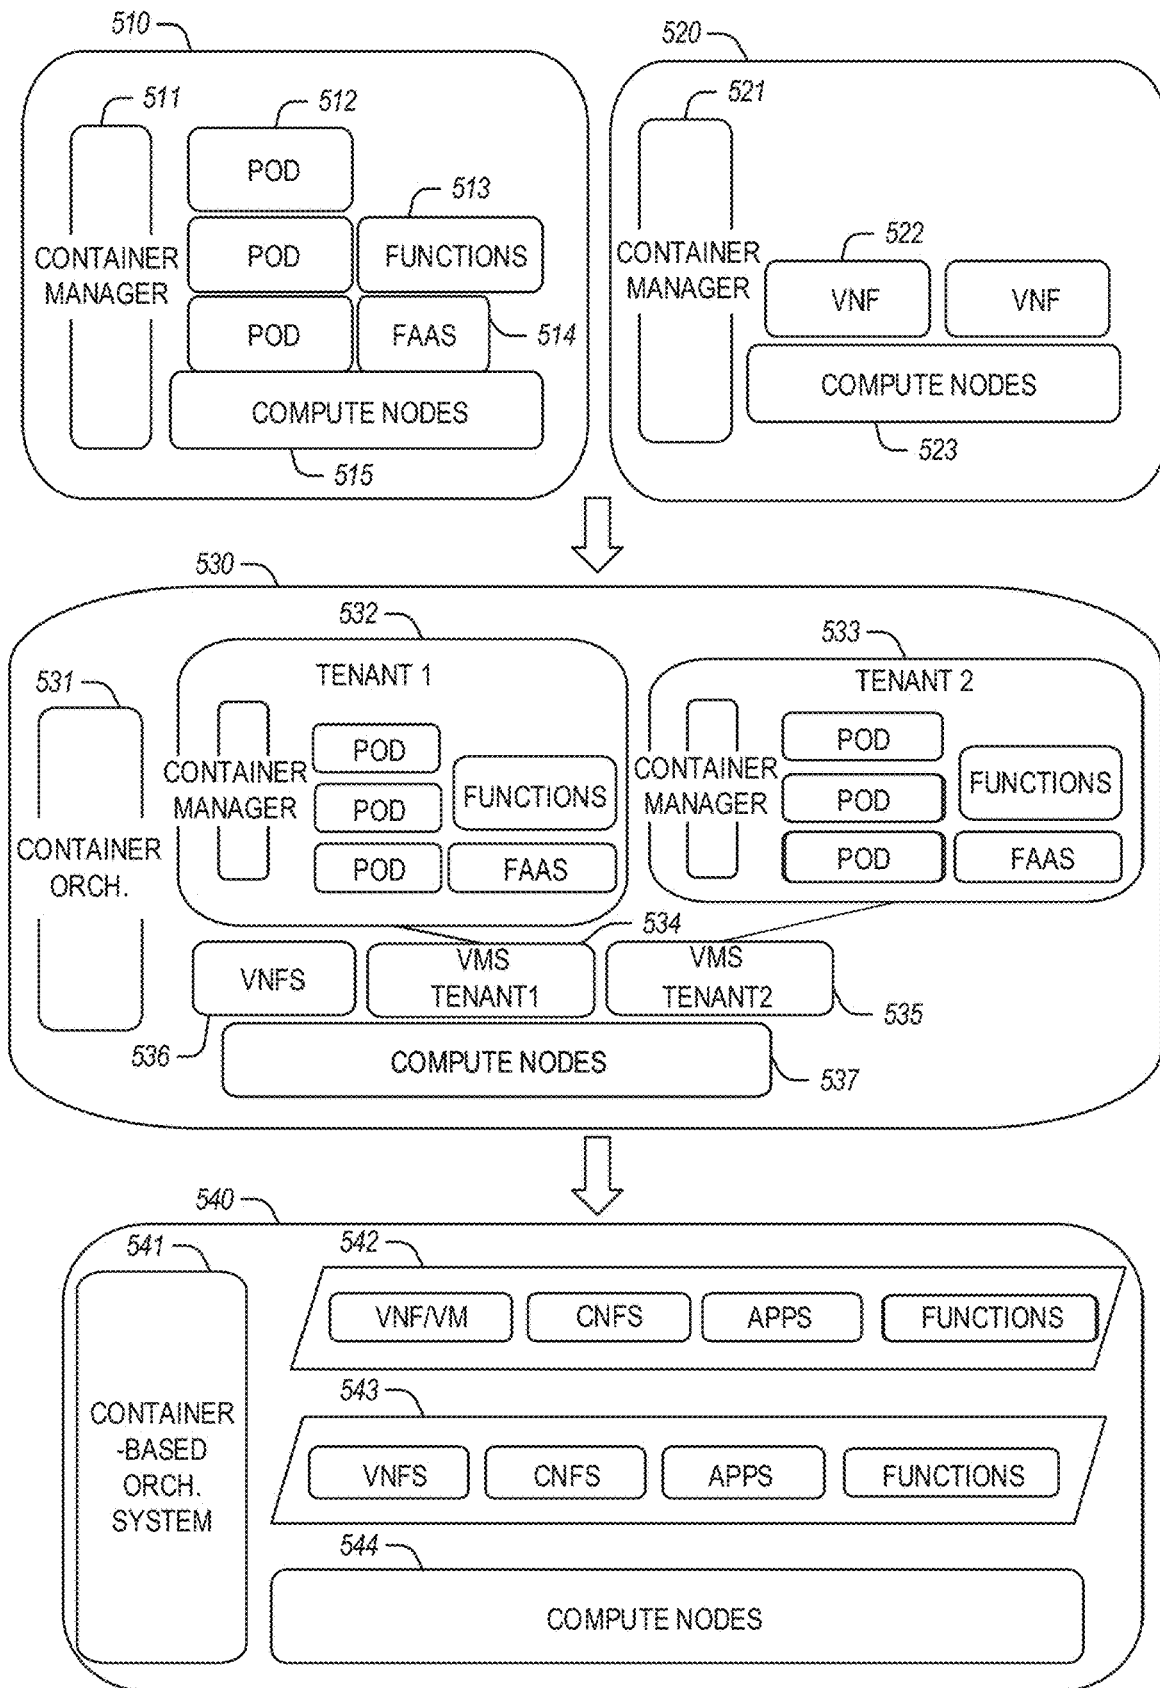 510
511
512
POD
513
CONTAINER
MANAGER
POD
FUNCTIONS
POD
FAAS
514
COMPUTE NODES
515
520
521
CONTAINER
MANAGER
522
VNF
VNF
COMPUTE NODES
523
530
531
CONTAINER
ORCH.
532
TENANT 1
CONTAINER
MANAGER
POD
POD
POD
FUNCTIONS
FAAS
533
TENANT 2
CONTAINER
MANAGER
POD
POD
POD
FUNCTIONS
FAAS
534
VNFS
VMS
TENANT1
VMS
TENANT2
535
536
COMPUTE NODES
537
540
541
CONTAINER
-BASED
ORCH.
SYSTEM
542
VNF/VM
CNFS
APPS
FUNCTIONS
543
VNFS
CNFS
APPS
FUNCTIONS
544
COMPUTE NODES